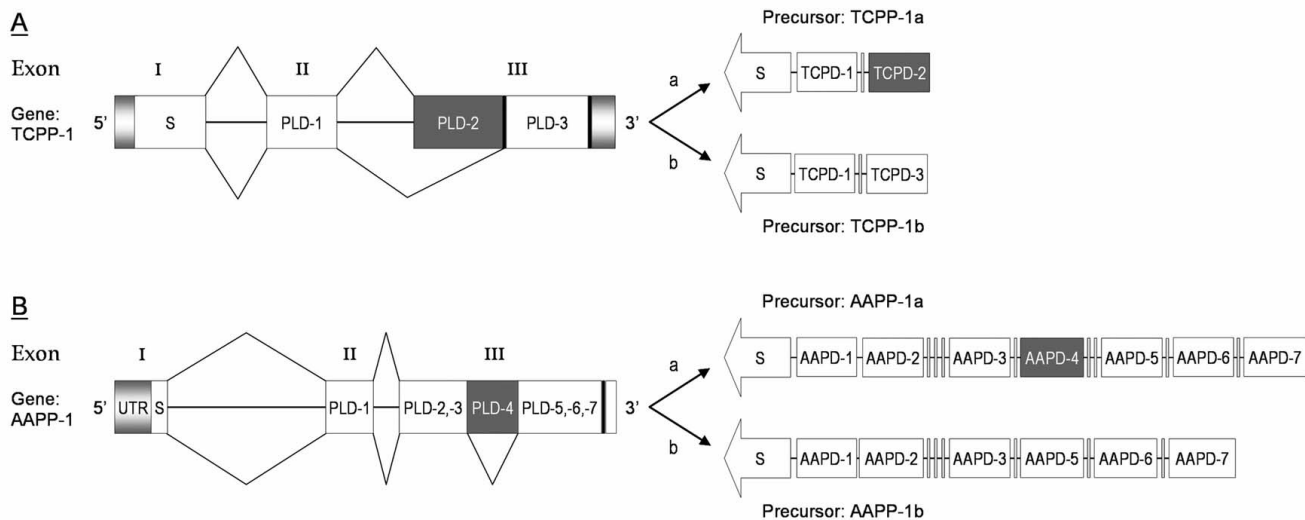 A
Precursor: TCPP-1a
Exon I II III
a S TCPD-1 TCPD-2
Gene: TCPP-1
5’ S PLD-1 PLD-2 PLD-3 3’
b S TCPD-1 TCPD-3
Precursor: TCPP-1b
B
Precursor: AAPP-1a
Exon I II III
a S AAPD-1 AAPD-2 AAPD-3 AAPD-4 AAPD-5 AAPD-6 AAPD-7
Gene: AAPP-1
5’ UTR S PLD-1 PLD-2,-3 PLD-4 PLD-5,-6,-7 3’
b S AAPD-1 AAPD-2 AAPD-3 AAPD-5 AAPD-6 AAPD-7
Precursor: AAPP-1b